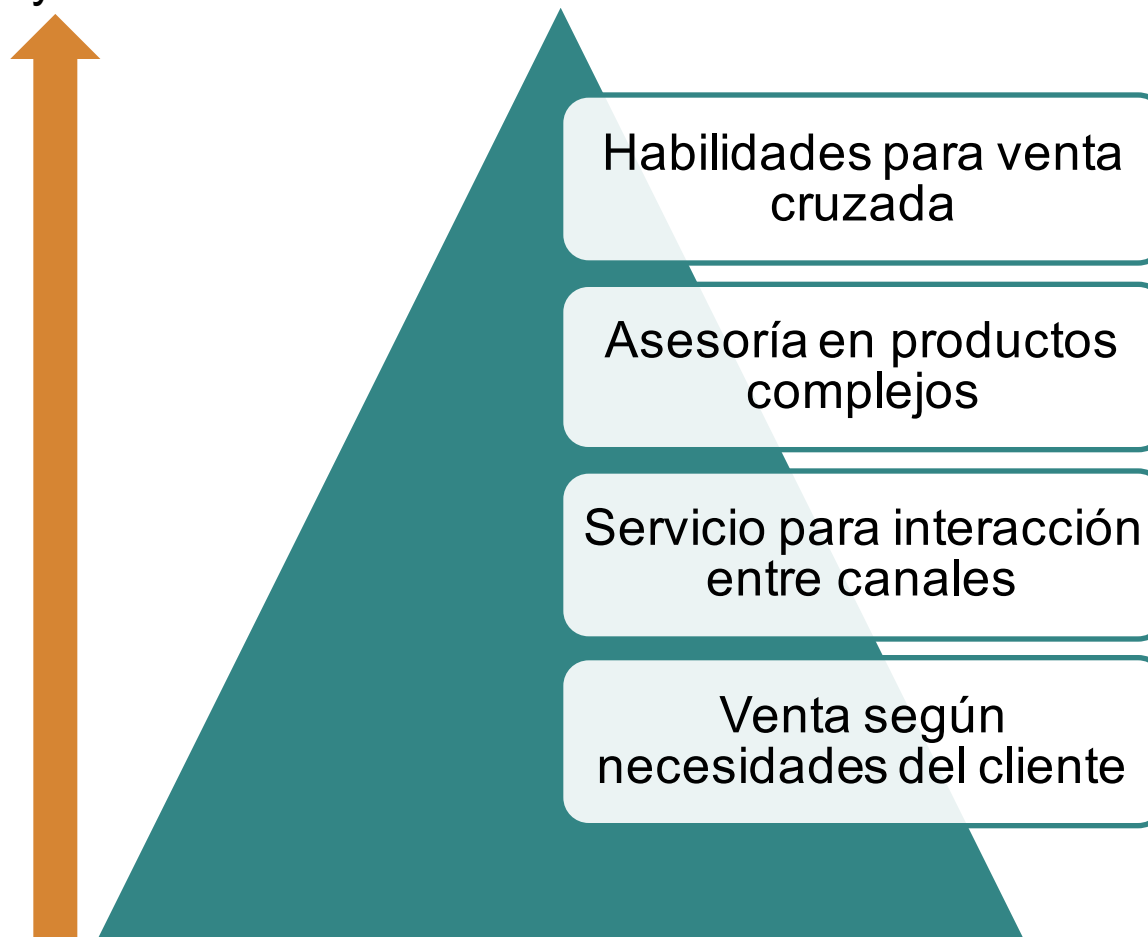 Habilidades para venta
cruzada
Asesoría en productos
complejos
Servicio para interacción
entre canales
Venta según
necesidades del cliente